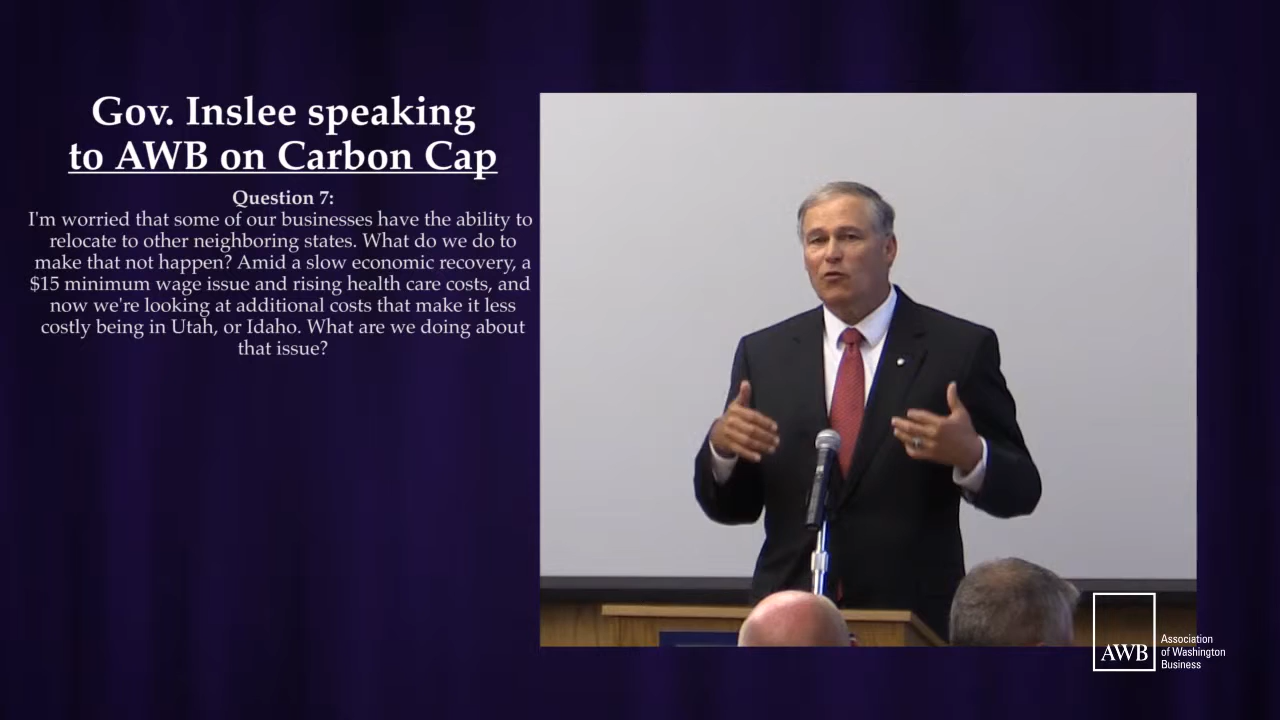 Gov. Inslee speaking
to AWB on Carbon Cap
Question 7:
I'm worried that some of our businesses have the ability to
relocate to other neighboring states. What do we do to
make that not happen? Amid a slow economic recovery, a
$15 minimum wage issue and rising health care costs, and
now we're looking at additional costs that make it less
costly being in Utah, or Idaho. What are we doing about
that issue?
AWB
Association
of Washington
Business